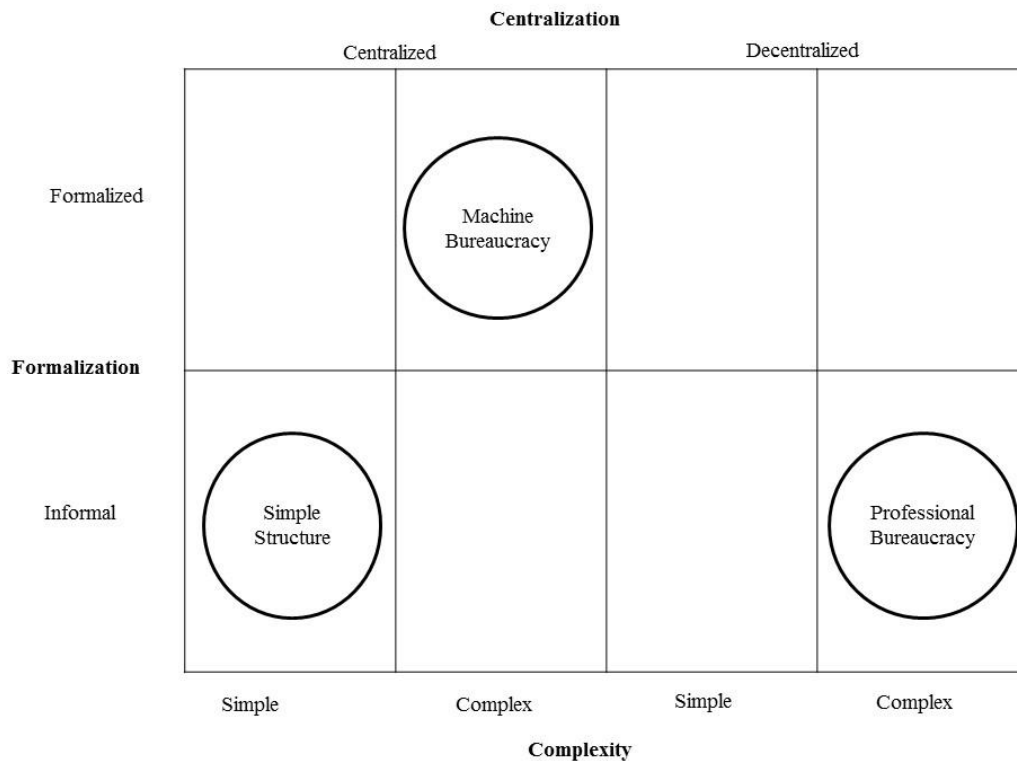 Centralization
Centralized
Decentralized
Formalized
Machine
Bureaucracy
Formalization
Informal
Simple
Structure
Professional
Bureaucracy
Simple
Complex
Simple
Complex
Complexity